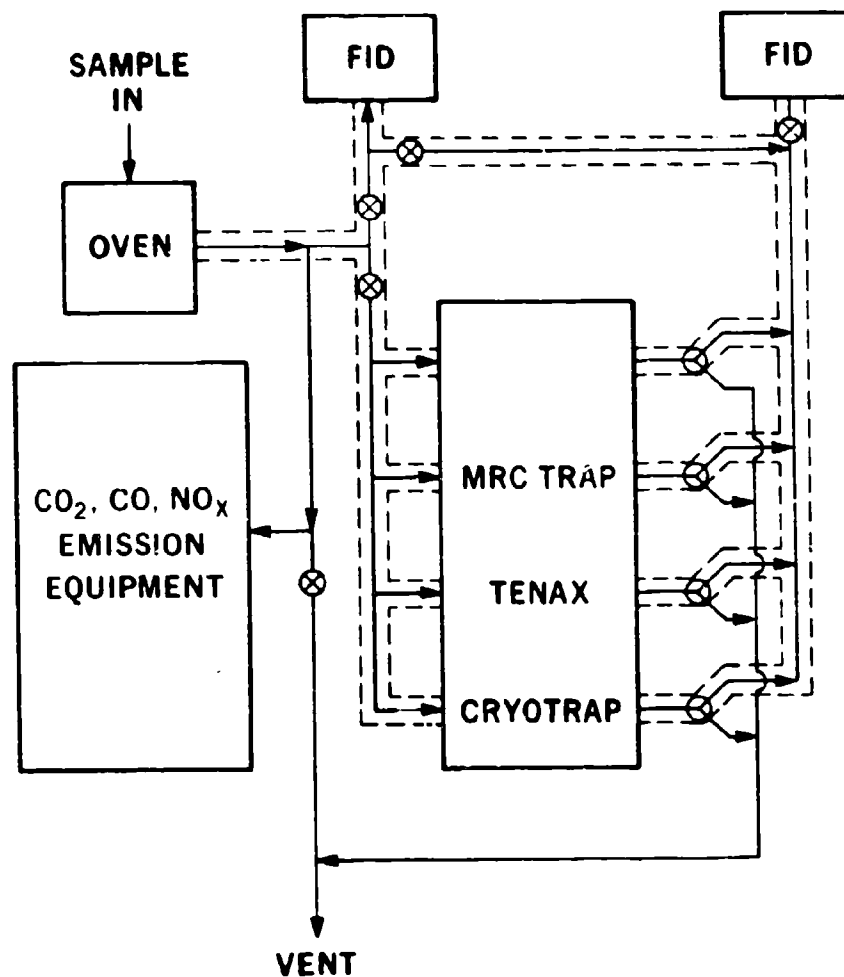 FID
FID
SAMPLE
IN
OVEN
CO₂, CO, NOX
EMISSION
EQUIPMENT
MRC TRAP
TENAX
CRYOTRAP
VENT